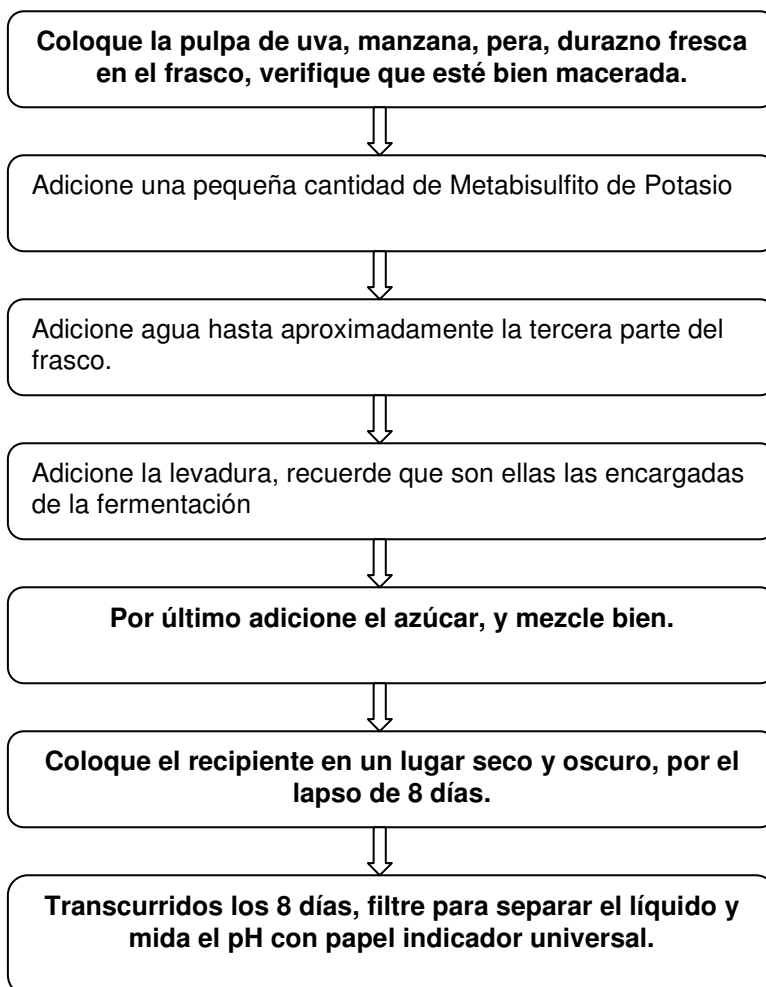 Coloque la pulpa de uva, manzana, pera, durazno fresca
en el frasco, verifique que esté bien macerada.
Adicione una pequeña cantidad de Metabisulfito de Potasio
Adicione agua hasta aproximadamente la tercera parte del
frasco.
Adicione la levadura, recuerde que son ellas las encargadas
de la fermentación
Por último adicione el azúcar, y mezcle bien.
Coloque el recipiente en un lugar seco y oscuro, por el
lapso de 8 días.
Transcurridos los 8 días, filtre para separar el líquido y
mida el pH con papel indicador universal.